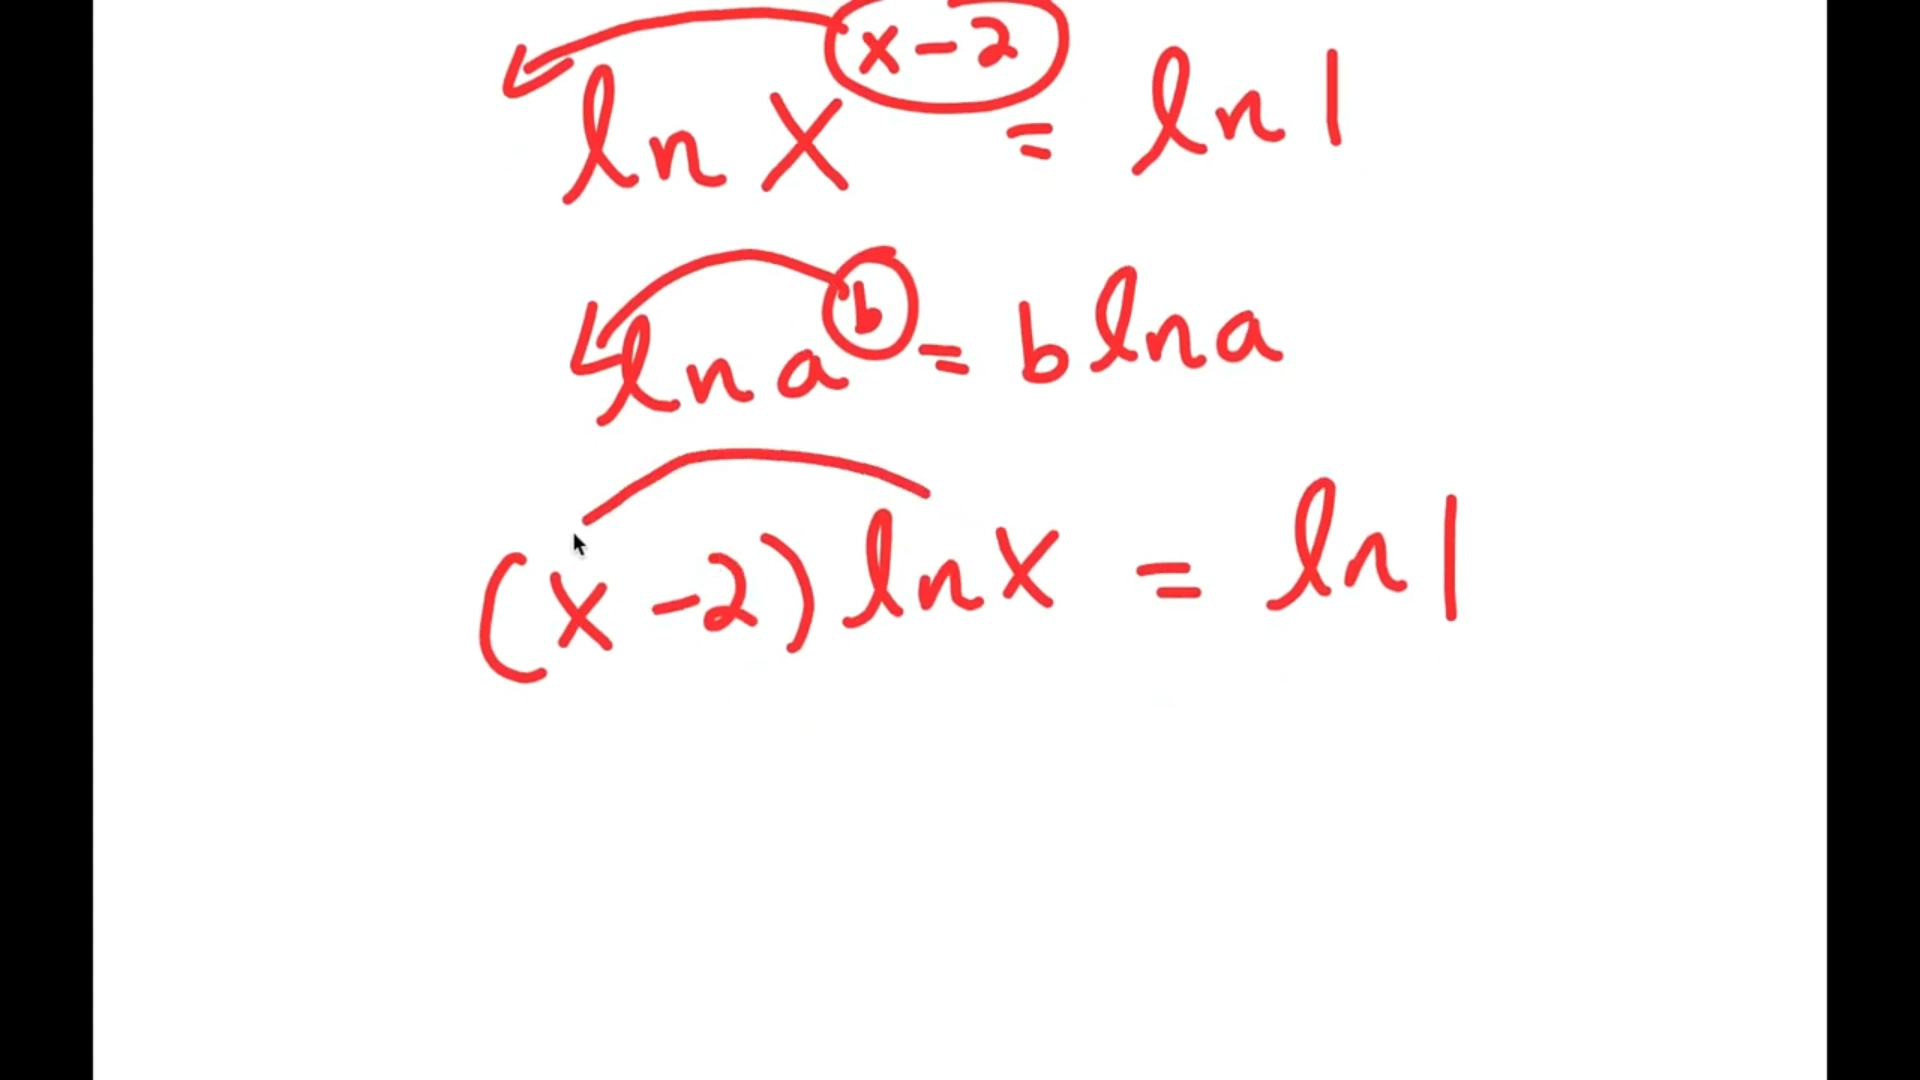 ln x^(x-2) = ln 1
ln a^b = b ln a
(x-2) ln x = ln 1